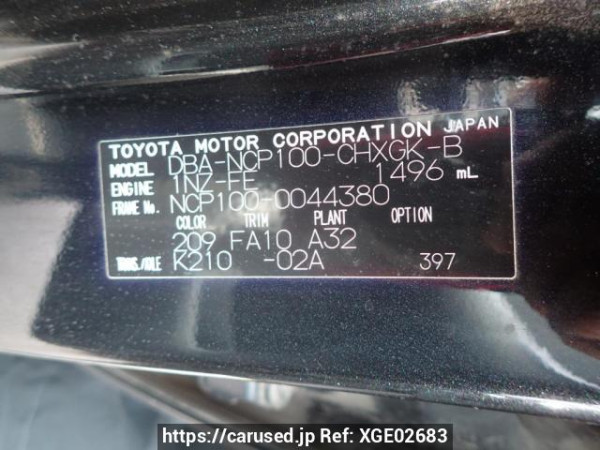 TOYOTA MOTOR CORPORATION JAPAN
MODEL DBA-NCP100-CHXGK-B
ENGINE 1NZ-FE 1496 mL
FRAME No. NCP100-0044380
COLOR TRIM PLANT OPTION
209 FA10 A32
TRANS./AXLE K210 -02A 397
https://carused.jp Ref: XGE02683